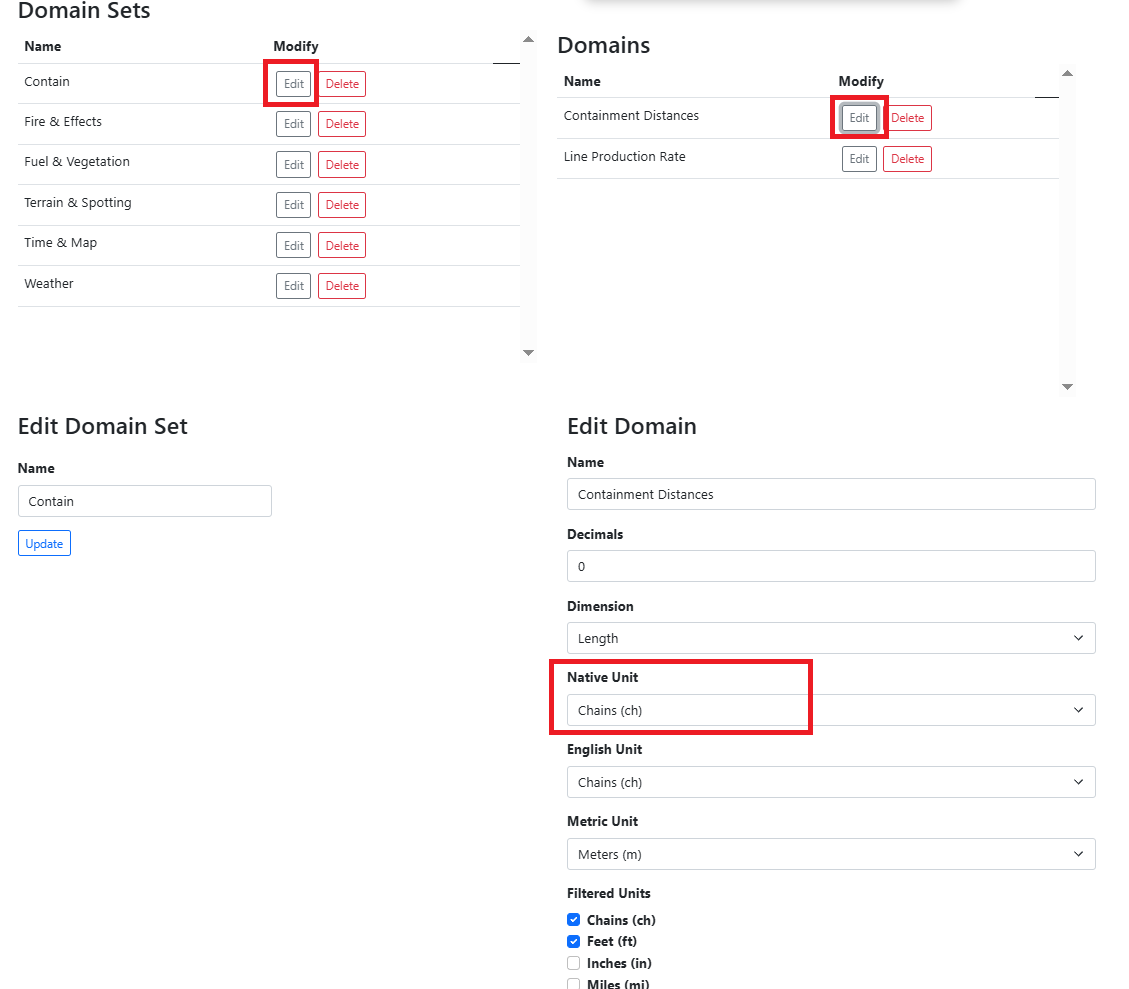 Domain Sets
Name Modify
Contain Edit Delete
Fire & Effects Edit Delete
Fuel & Vegetation Edit Delete
Terrain & Spotting Edit Delete
Time & Map Edit Delete
Weather Edit Delete
Domains
Name Modify
Containment Distances Edit Delete
Line Production Rate Edit Delete
Edit Domain Set
Name
Contain
Update
Edit Domain
Name
Containment Distances
Decimals
0
Dimension
Length
Native Unit
Chains (ch)
English Unit
Chains (ch)
Metric Unit
Meters (m)
Filtered Units
Chains (ch)
Feet (ft)
Inches (in)
Miles (mi)